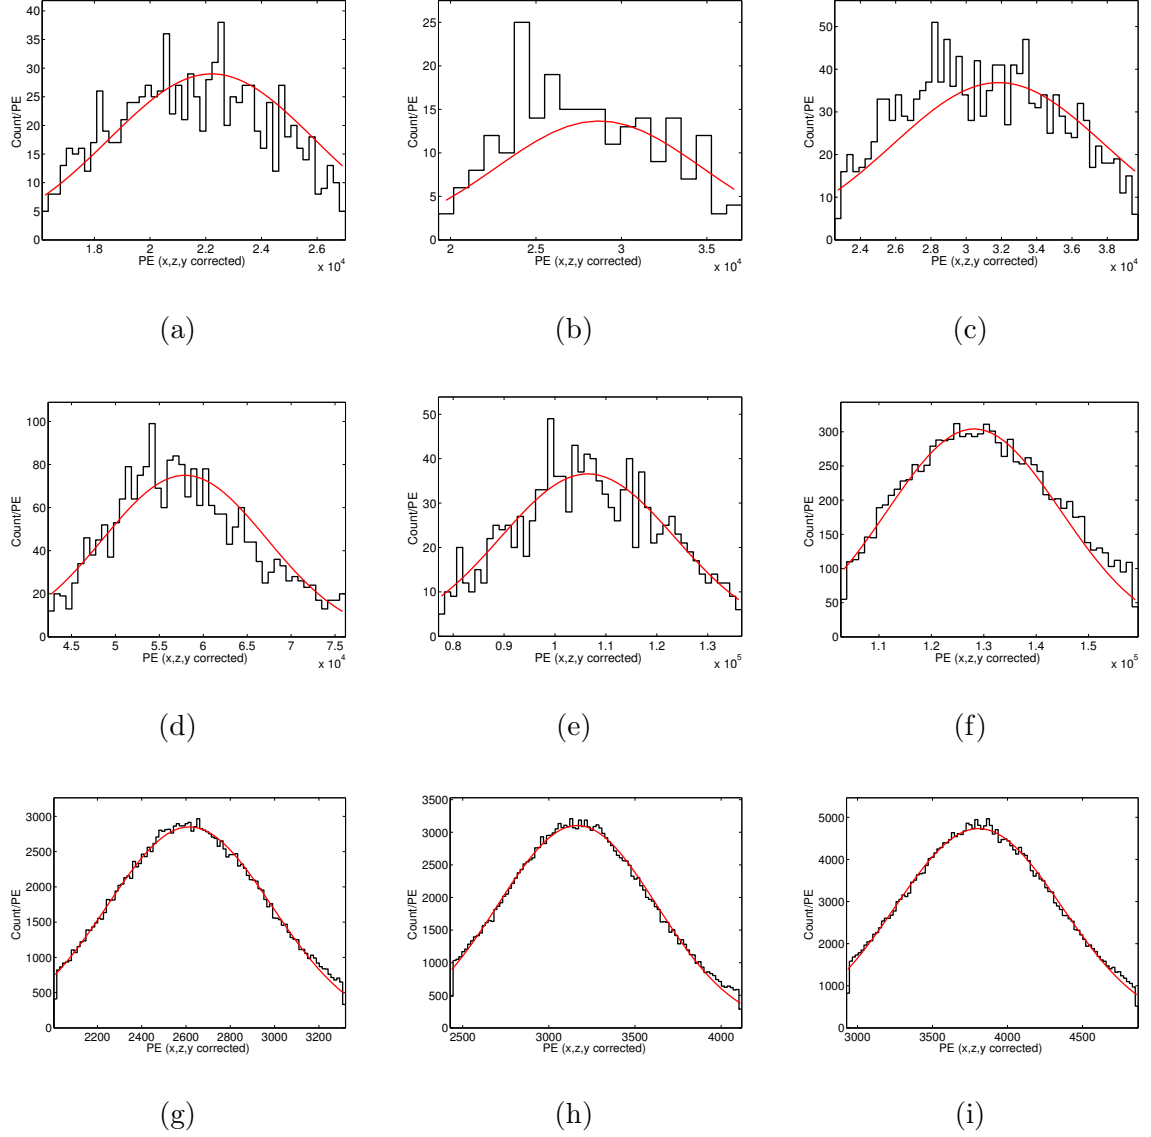 40
35
30
25
20
15
10
5
0
Count/PE
1.8 2 2.2 2.4 2.6
PE (x,z,y corrected)
x 10^4
(a)
25
20
15
10
5
0
Count/PE
2 2.5 3 3.5
PE (x,z,y corrected)
x 10^4
(b)
50
40
30
20
10
0
Count/PE
2.4 2.6 2.8 3 3.2 3.4 3.6 3.8
PE (x,z,y corrected)
x 10^4
(c)
100
80
60
40
20
0
Count/PE
4.5 5 5.5 6 6.5 7 7.5
PE (x,z,y corrected)
x 10^4
(d)
50
40
30
20
10
0
Count/PE
0.8 0.9 1 1.1 1.2 1.3
PE (x,z,y corrected)
x 10^5
(e)
300
250
200
150
100
50
0
Count/PE
1.1 1.2 1.3 1.4 1.5
PE (x,z,y corrected)
x 10^5
(f)
3000
2500
2000
1500
1000
500
0
Count/PE
2200 2400 2600 2800 3000 3200
PE (x,z,y corrected)
(g)
3500
3000
2500
2000
1500
1000
500
0
Count/PE
2500 3000 3500 4000
PE (x,z,y corrected)
(h)
5000
4000
3000
2000
1000
0
Count/PE
3000 3500 4000 4500
PE (x,z,y corrected)
(i)